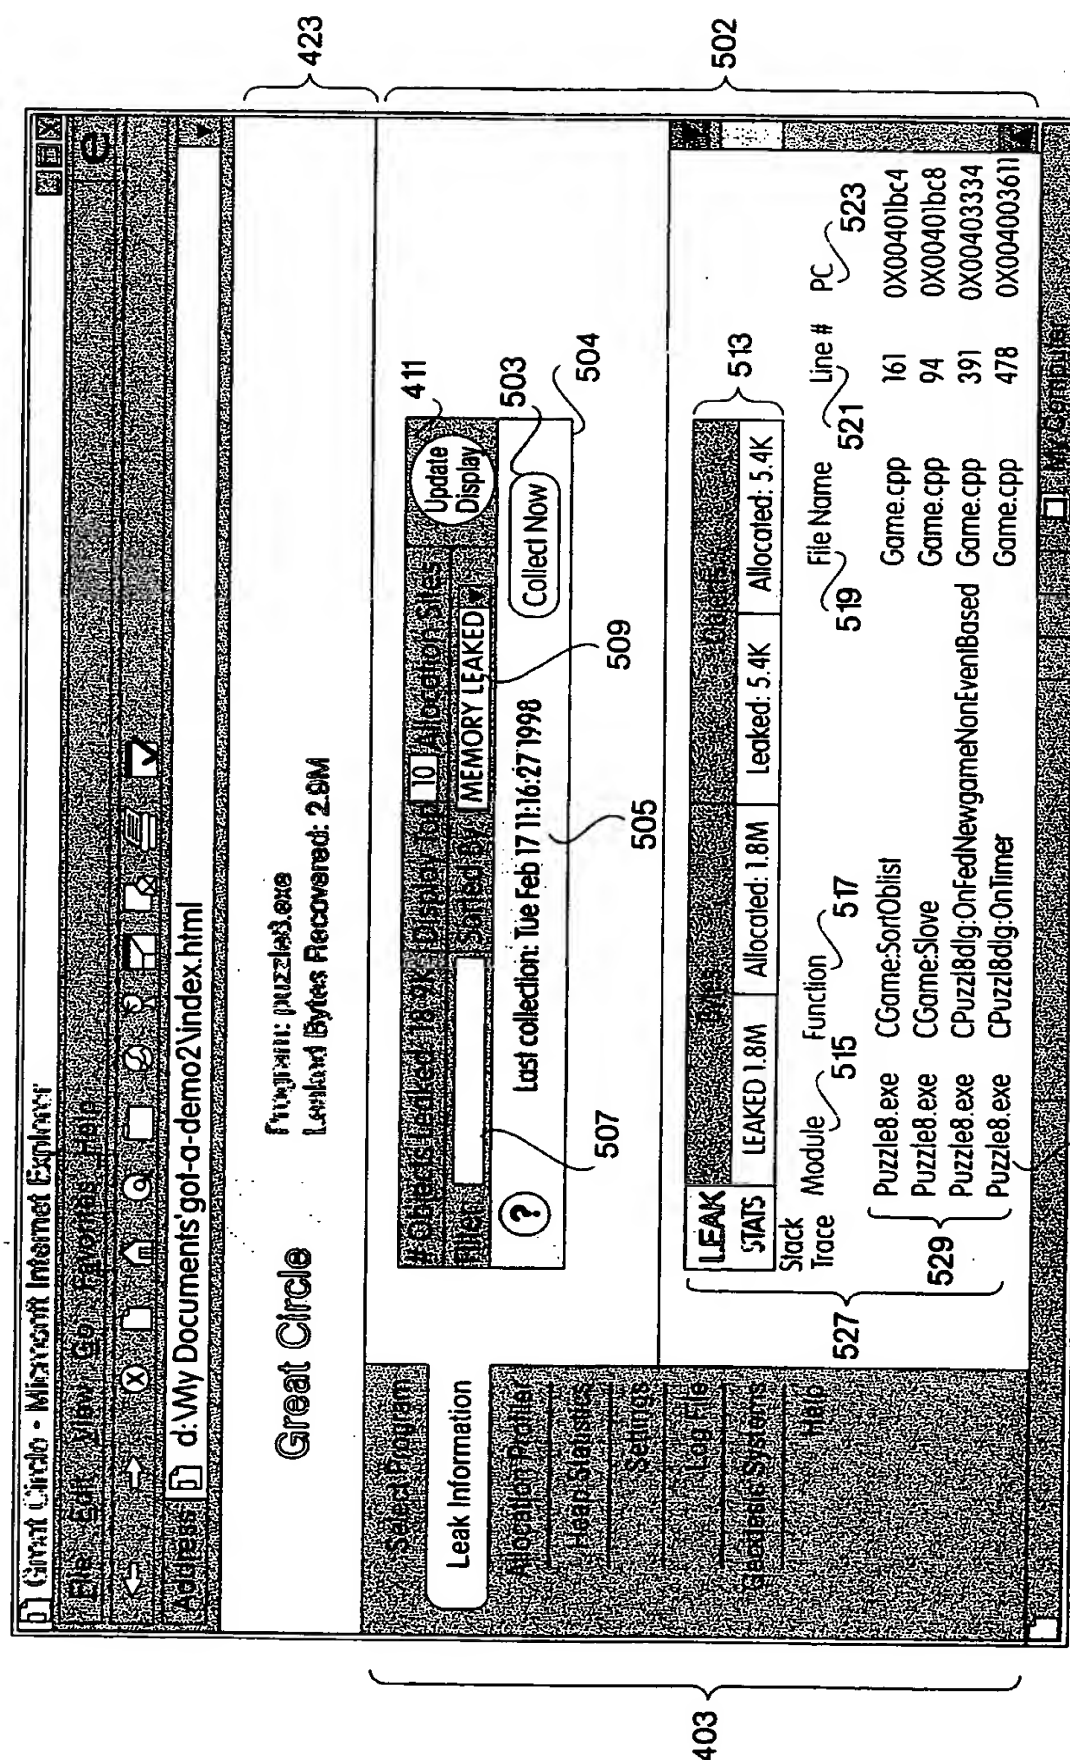 Great Circle - Microsoft Internet Explorer
File Edit View Go Favorites Help
Address d:\My Documents'got-a-demo2\index.html
423
Great Circle
Program: puzzle8.exe
Leaked Bytes Recovered: 2.9M
403
502
Select Program
Leak Information
Allocation Profiler
Heap Statistics
Settings
Log File
Geodesic Systems
Help
# Objects Leaked: 18.9K Display Top 10 Allocation Sites
Filter: Sorted By: MEMORY LEAKED
Update Display
411
? Last collection: Tue Feb 17 11:16:27 1998 Collect Now
503
504
507
505
509
LEAK Bytes Objects
STATS LEAKED 1.8M Allocated: 1.8M Leaked: 5.4K Allocated: 5.4K
513
Stack Trace Module Function File Name Line # PC
515 517 519 521 523
Puzzle8.exe CGame:SortOblist Game.cpp 161 0X00401bc4
Puzzle8.exe CGame:Slove Game.cpp 94 0X00401bc8
Puzzle8.exe CPuzzl8dlg:OnFedNewgameNonEventBased Game.cpp 391 0X00403334
Puzzle8.exe CPuzzl8dlg:OnTimer Game.cpp 478 0X004003611
527
529
My Computer